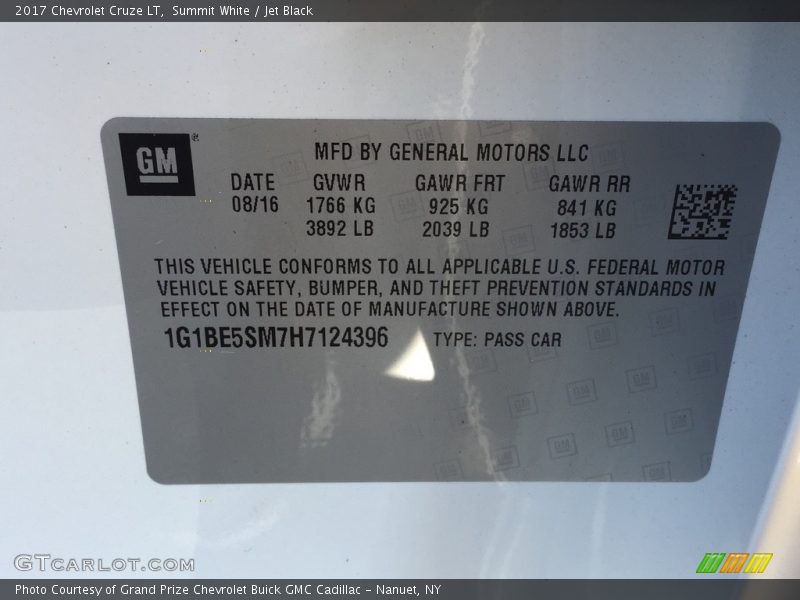 2017 Chevrolet Cruze LT, Summit White / Jet Black
GM®
MFD BY GENERAL MOTORS LLC
DATE GVWR GAWR FRT GAWR RR
08/16 1766 KG 925 KG 841 KG
3892 LB 2039 LB 1853 LB
THIS VEHICLE CONFORMS TO ALL APPLICABLE U.S. FEDERAL MOTOR
VEHICLE SAFETY, BUMPER, AND THEFT PREVENTION STANDARDS IN
EFFECT ON THE DATE OF MANUFACTURE SHOWN ABOVE.
1G1BE5SM7H7124396 TYPE: PASS CAR
GTCARLOT.COM
Photo Courtesy of Grand Prize Chevrolet Buick GMC Cadillac - Nanuet, NY